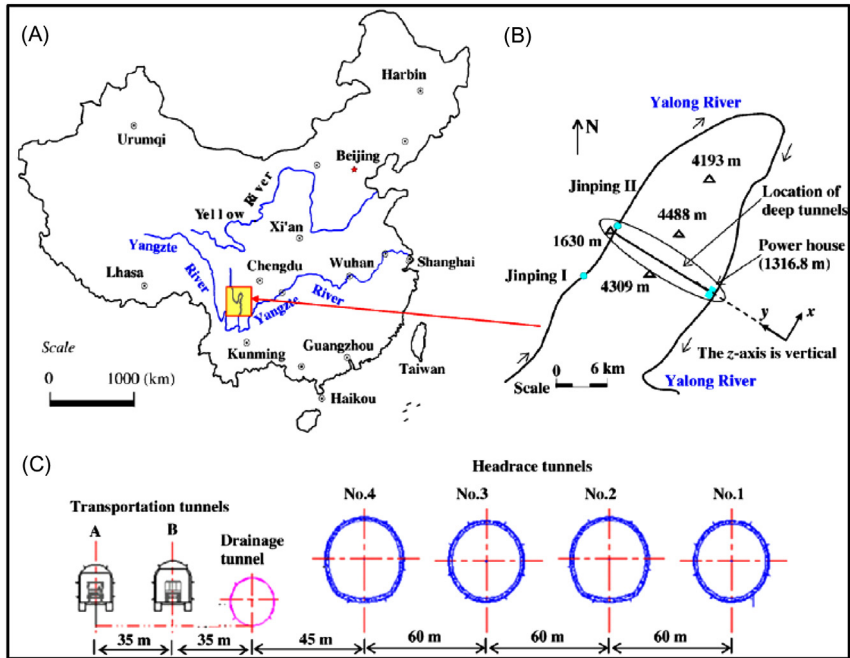 (A)
Harbin
Urumqi
Beijing
Yellow River
Xi'an
Yangzte River
Lhasa
Chengdu
Wuhan
Shanghai
Yangzte River
Kunming
Guangzhou
Taiwan
Haikou
Scale
0 1000 (km)
(B)
Yalong River
N
4193 m
Jinping II
Location of
deep tunnels
4488 m
1630 m
Power house
(1316.8 m)
Jinping I
4309 m
y
x
The z-axis is vertical
0 6 km
Scale
Yalong River
(C)
Headrace tunnels
Transportation tunnels
No.4 No.3 No.2 No.1
A B
Drainage
tunnel
35 m 35 m 45 m 60 m 60 m 60 m